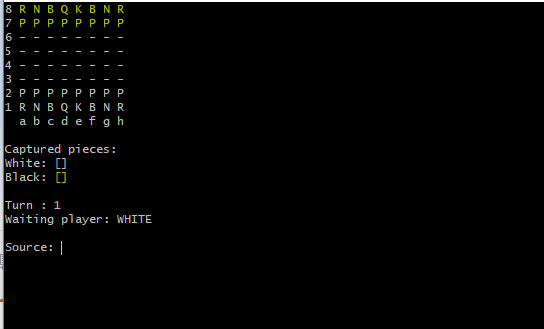 8 R N B Q K B N R
7 P P P P P P P P
6 - - - - - - - -
5 - - - - - - - -
4 - - - - - - - -
3 - - - - - - - -
2 P P P P P P P P
1 R N B Q K B N R
  a b c d e f g h
Captured pieces:
White: []
Black: []
Turn : 1
Waiting player: WHITE
Source: